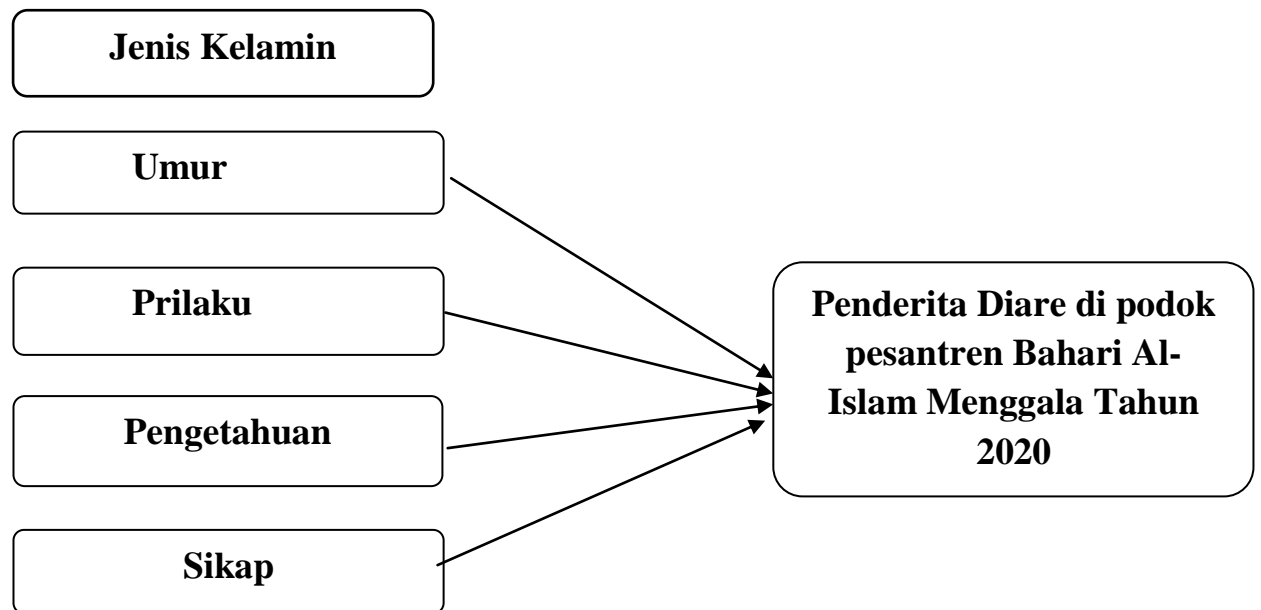 Jenis Kelamin
Umur
Prilaku
Pengetahuan
Sikap
Penderita Diare di podok
pesantren Bahari Al-
Islam Menggala Tahun
2020